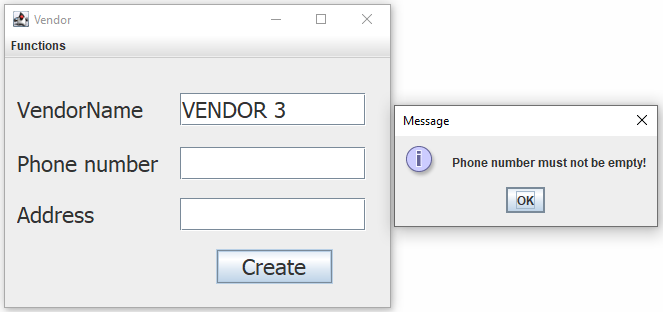 Vendor
Functions
VendorName
VENDOR 3
Phone number
Address
Create
Message
Phone number must not be empty!
OK